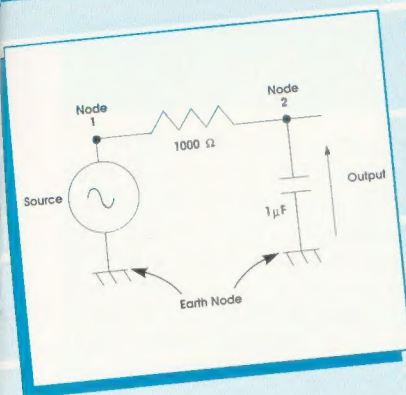 Node
1
Node
2
1000 Ω
Source
1µF
Output
Earth Node